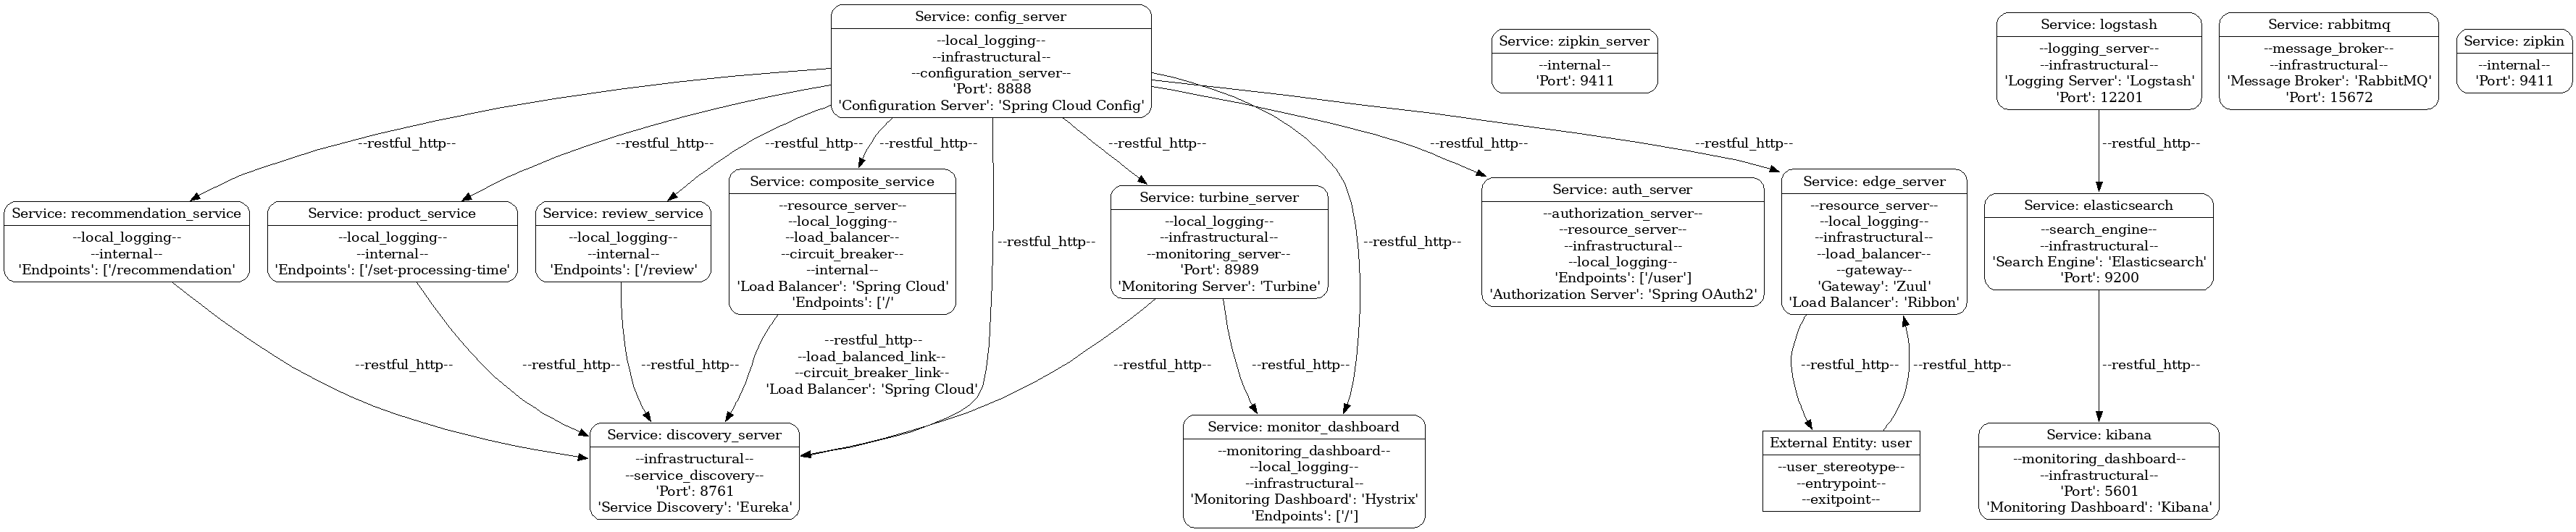 Service: config_server
--local_logging--
--infrastructural--
--configuration_server--
'Port': 8888
'Configuration Server': 'Spring Cloud Config'
Service: zipkin_server
--internal--
'Port': 9411
Service: logstash
--logging_server--
--infrastructural--
'Logging Server': 'Logstash'
'Port': 12201
Service: rabbitmq
--message_broker--
--infrastructural--
'Message Broker': 'RabbitMQ'
'Port': 15672
Service: zipkin
--internal--
'Port': 9411
--restful_http--
--restful_http--
--restful_http--
--restful_http--
--restful_http--
--restful_http--
--restful_http--
--restful_http--
Service: recommendation_service
--local_logging--
--internal--
'Endpoints': ['/recommendation'
Service: product_service
--local_logging--
--internal--
'Endpoints': ['/set-processing-time'
Service: review_service
--local_logging--
--internal--
'Endpoints': ['/review'
Service: composite_service
--resource_server--
--local_logging--
--load_balancer--
--circuit_breaker--
--internal--
'Load Balancer': 'Spring Cloud'
'Endpoints': ['/'
--restful_http--
Service: turbine_server
--local_logging--
--infrastructural--
--monitoring_server--
'Port': 8989
'Monitoring Server': 'Turbine'
--restful_http--
Service: auth_server
--authorization_server--
--resource_server--
--infrastructural--
--local_logging--
'Endpoints': ['/user']
'Authorization Server': 'Spring OAuth2'
Service: edge_server
--resource_server--
--local_logging--
--infrastructural--
--load_balancer--
--gateway--
'Gateway': 'Zuul'
'Load Balancer': 'Ribbon'
Service: elasticsearch
--search_engine--
--infrastructural--
'Search Engine': 'Elasticsearch'
'Port': 9200
--restful_http--
--restful_http--
--restful_http--
--restful_http--
--load_balanced_link--
--circuit_breaker_link--
'Load Balancer': 'Spring Cloud'
--restful_http--
--restful_http--
--restful_http--
--restful_http--
--restful_http--
Service: discovery_server
--infrastructural--
--service_discovery--
'Port': 8761
'Service Discovery': 'Eureka'
Service: monitor_dashboard
--monitoring_dashboard--
--local_logging--
--infrastructural--
'Monitoring Dashboard': 'Hystrix'
'Endpoints': ['/']
External Entity: user
--user_stereotype--
--entrypoint--
--exitpoint--
Service: kibana
--monitoring_dashboard--
--infrastructural--
'Port': 5601
'Monitoring Dashboard': 'Kibana'